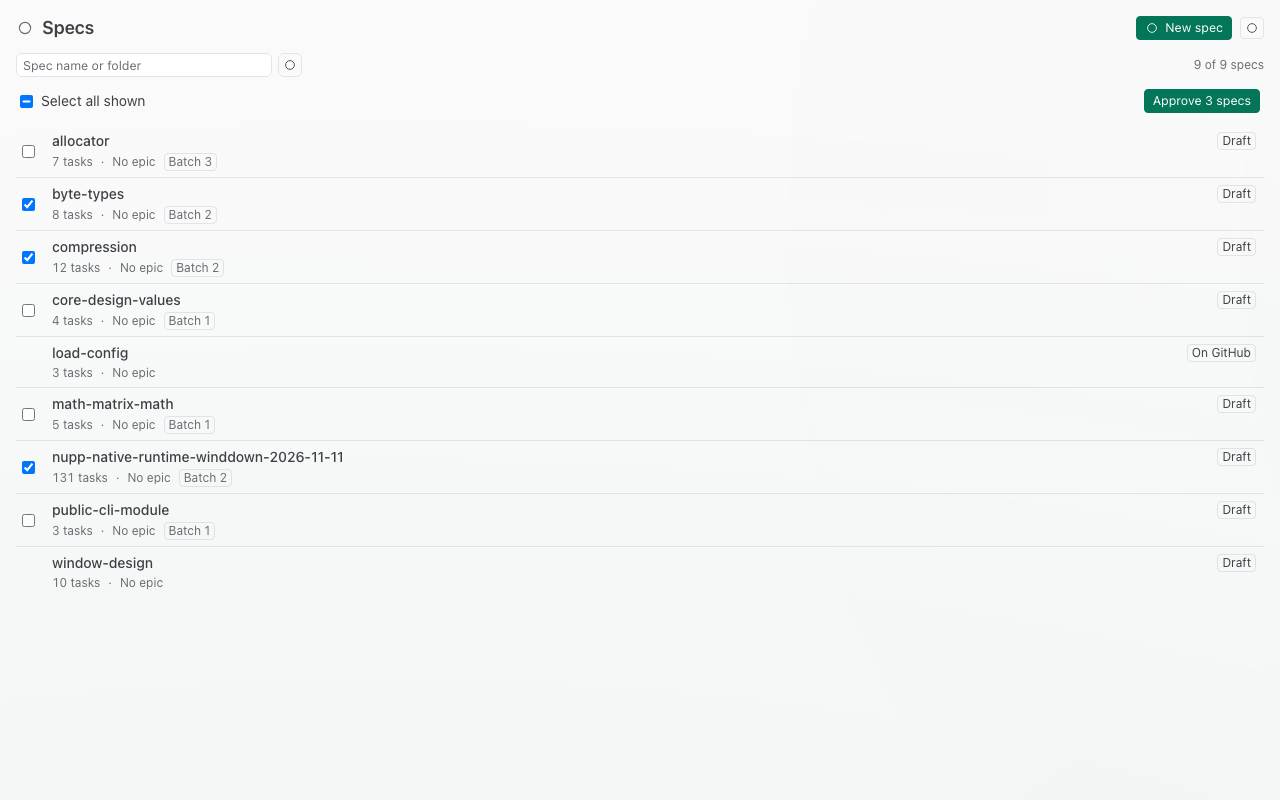 Specs
New spec
Spec name or folder
9 of 9 specs
Select all shown
Approve 3 specs
allocator
Draft
7 tasks · No epic Batch 3
byte-types
Draft
8 tasks · No epic Batch 2
compression
Draft
12 tasks · No epic Batch 2
core-design-values
Draft
4 tasks · No epic Batch 1
load-config
On GitHub
3 tasks · No epic
math-matrix-math
Draft
5 tasks · No epic Batch 1
nupp-native-runtime-winddown-2026-11-11
Draft
131 tasks · No epic Batch 2
public-cli-module
Draft
3 tasks · No epic Batch 1
window-design
Draft
10 tasks · No epic